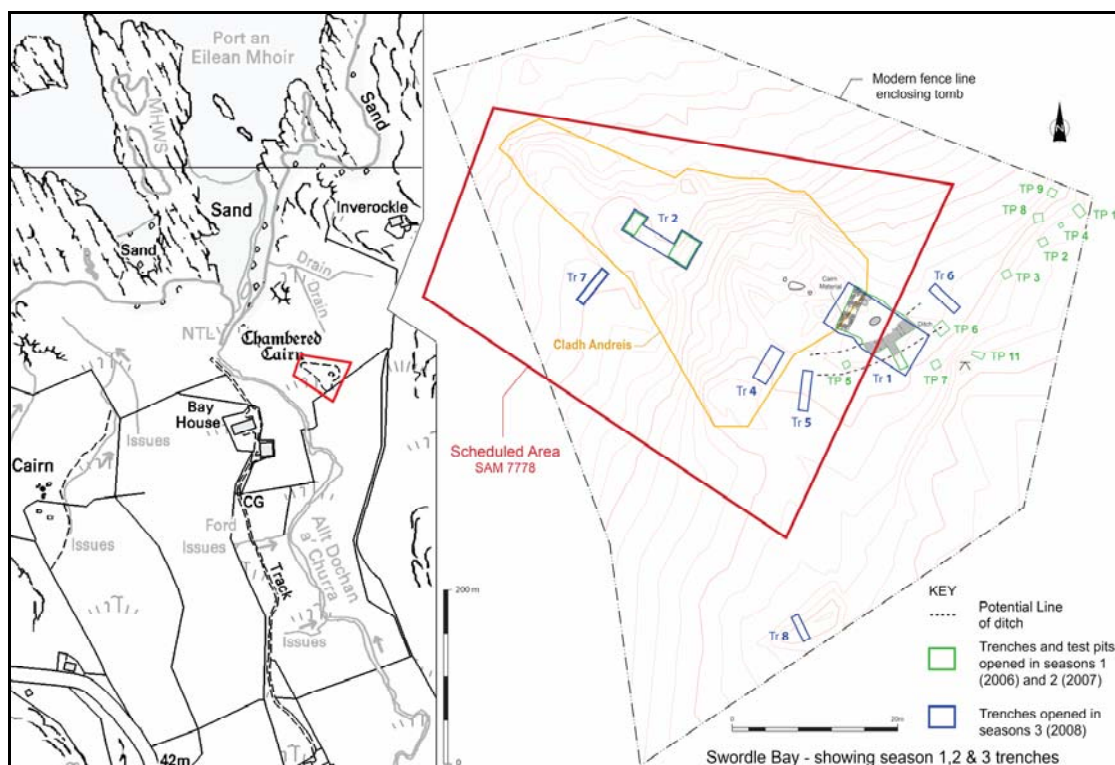 Port an
Eilean Mhoir
MHWS
Sand
Sand
Sand
Inverockle
Drain
Drain
NTL
Chambered
Cairn
Bay
House
Issues
Cairn
CG
Ford
Issues
Issues
Allt Dochan
a' Churra
Track
Issues
42m
200m
0
Modern fence line
enclosing tomb
N
TP 9
TP 8
TP 1
TP 4
TP 2
TP 3
Tr 2
Tr 7
Tr 6
Cairn
Material
Ditch
TP 6
Cladh Andreis
TP 11
TP 5
TP 7
Tr 1
Tr 4
Tr 5
Scheduled Area
SAM 7778
Tr 8
KEY
Potential Line
of ditch
Trenches and test pits
opened in seasons 1
(2006) and 2 (2007)
Trenches opened in
seasons 3 (2008)
0
20m
Swordle Bay - showing season 1,2 & 3 trenches